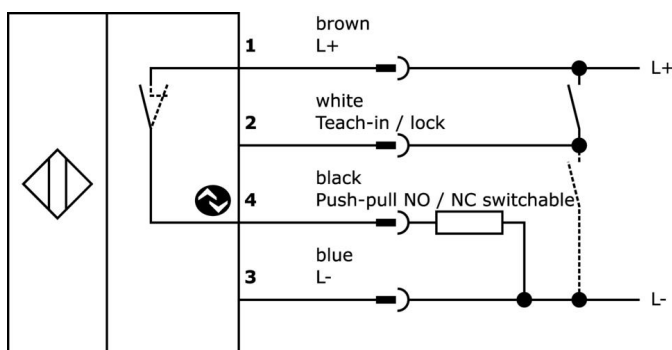 brown
1 L+
L+
white
2 Teach-in / lock
black
4 Push-pull NO / NC switchable
blue
3 L-
L-